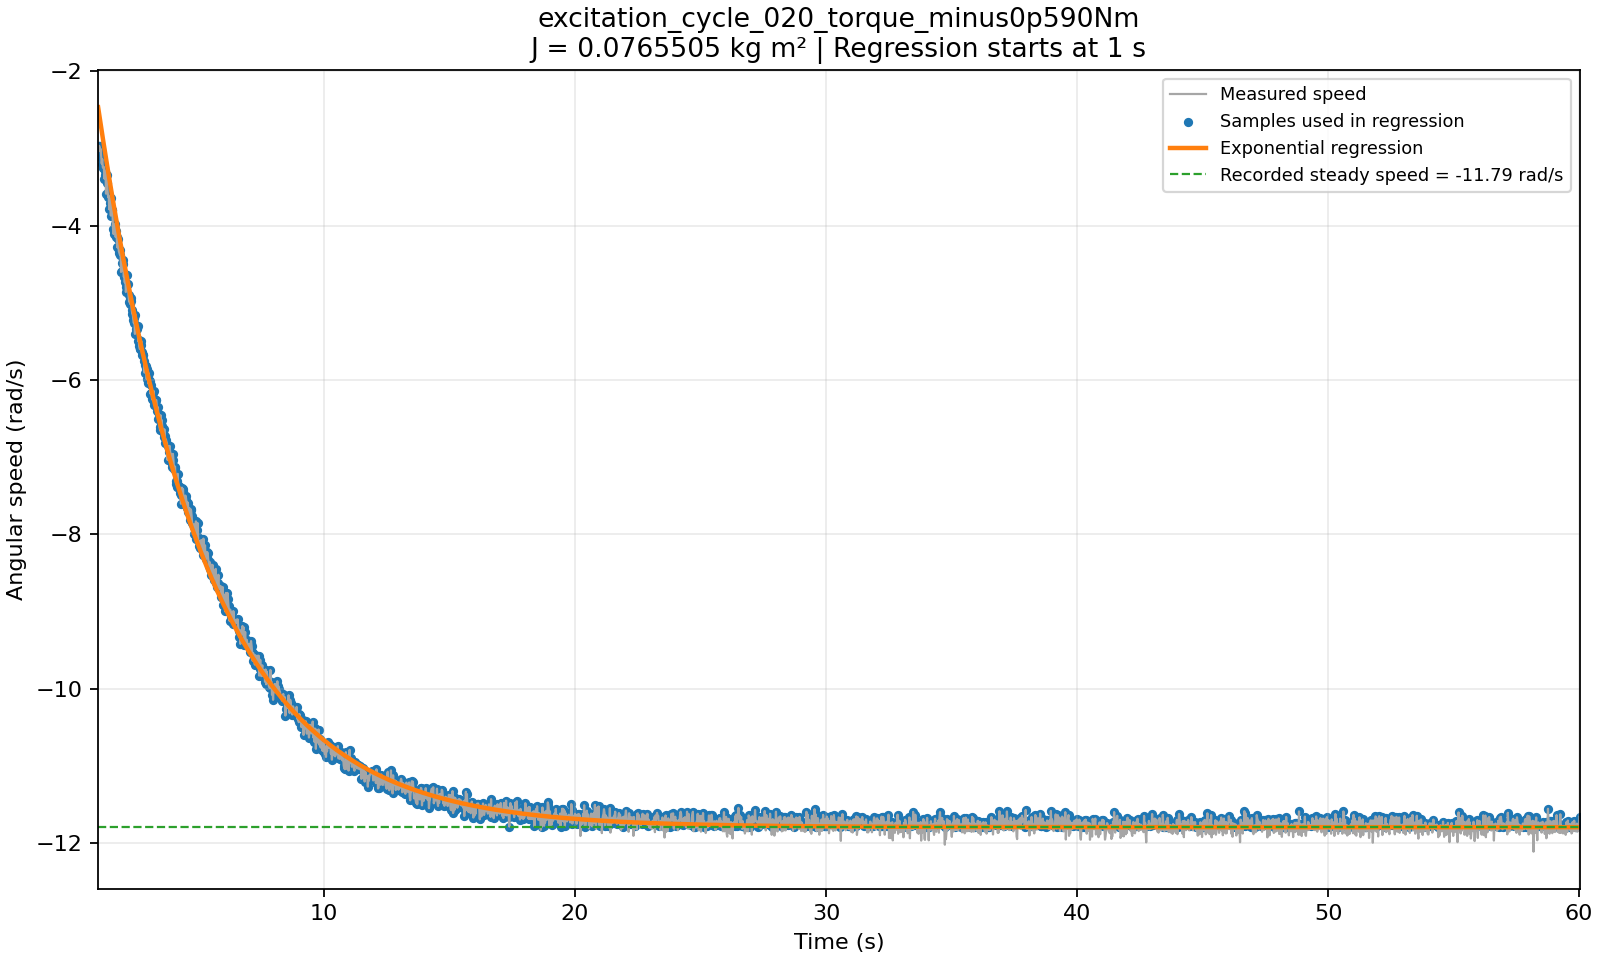 excitation_cycle_020_torque_minus0p590Nm
J = 0.0765505 kg m² | Regression starts at 1 s
Measured speed
Samples used in regression
Exponential regression
Recorded steady speed = -11.79 rad/s
Angular speed (rad/s)
−2
−4
−6
−8
−10
−12
10
20
30
40
50
60
Time (s)